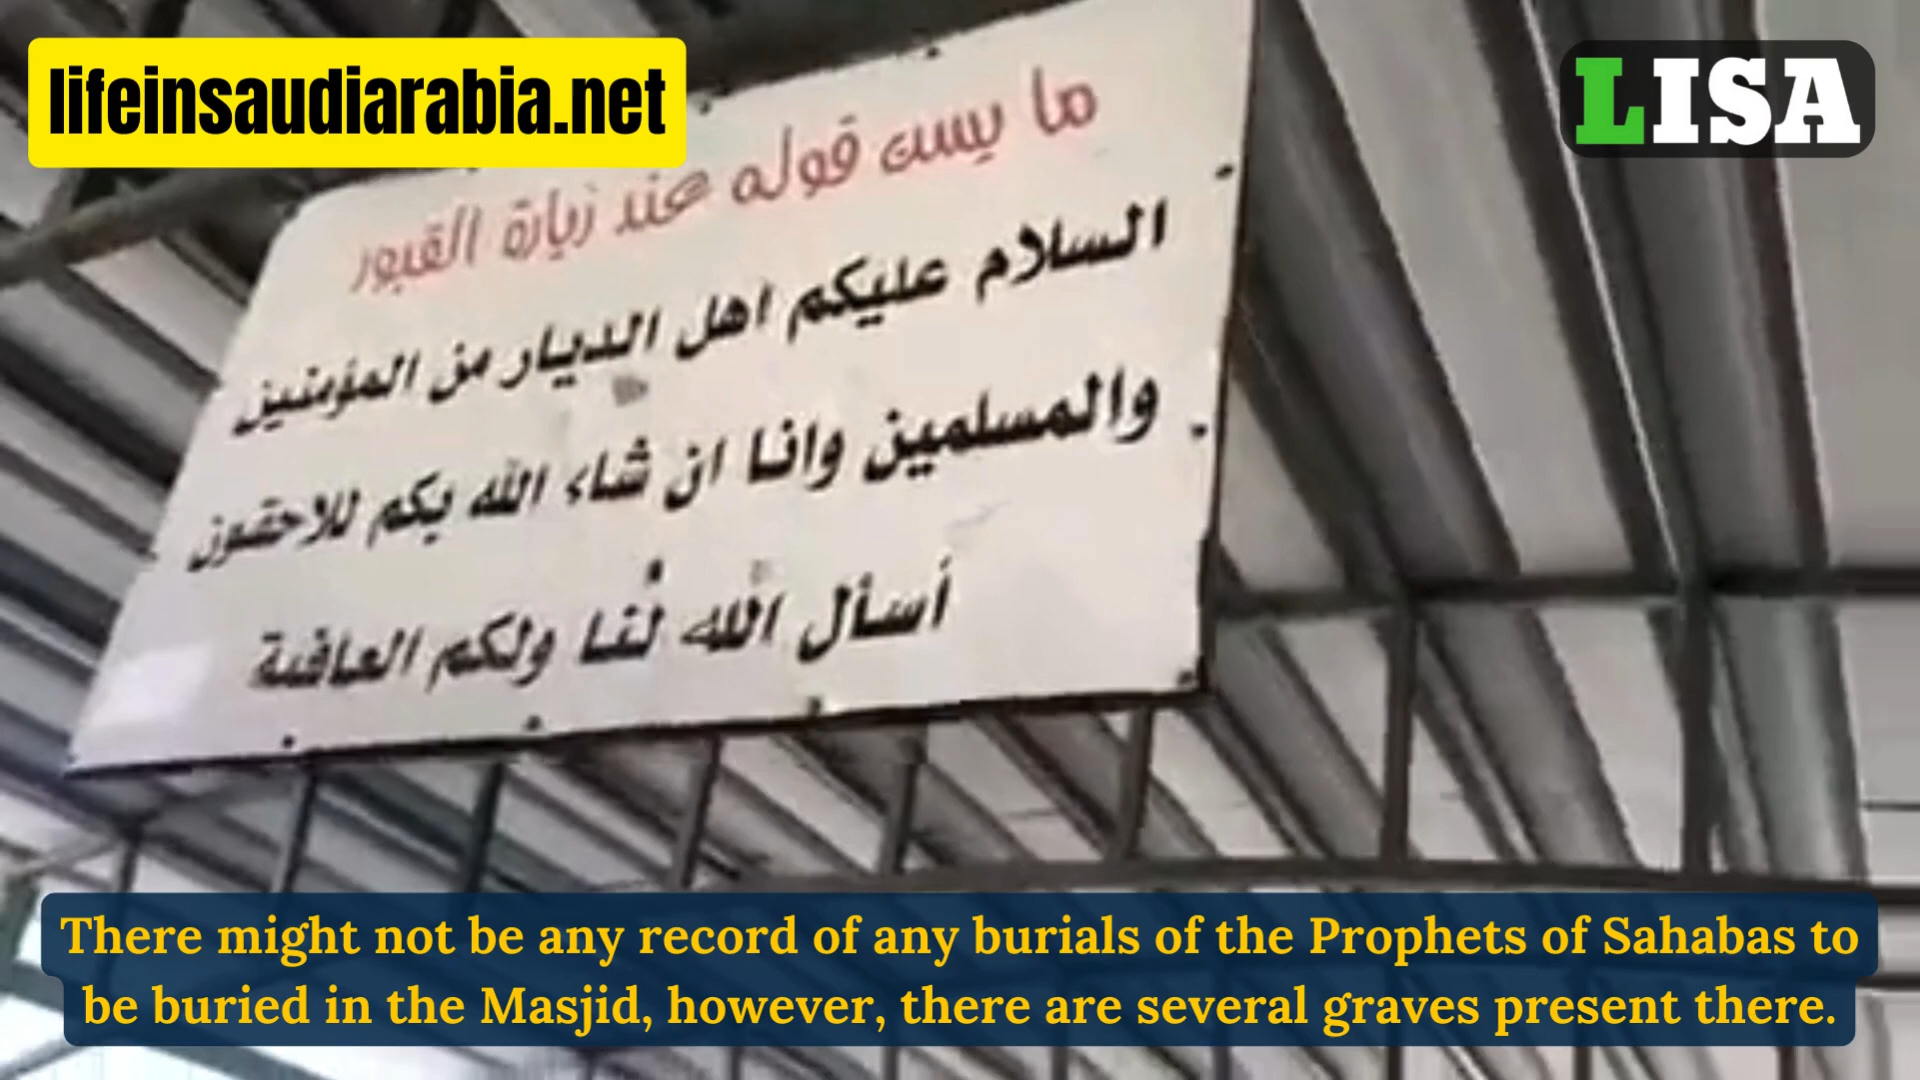 lifeinsaudiarabia.net
LISA
ما يسن قوله عند زيارة القبور
السلام عليكم اهل الديار من المؤمنين
والمسلمين وانا ان شاء الله بكم للاحقون
أسأل الله لنا ولكم العافية
There might not be any record of any burials of the Prophets of Sahabas to
be buried in the Masjid, however, there are several graves present there.